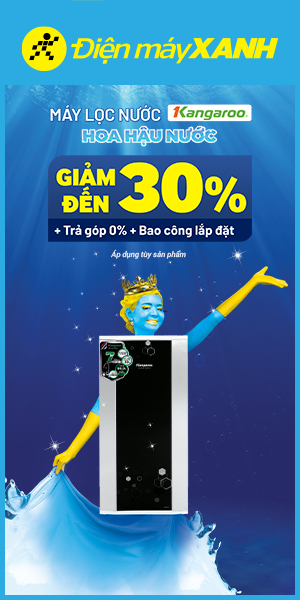 Điện máyXANH
MÁY LỌC NƯỚC Kangaroo
HOA HẬU NƯỚC
GIẢM ĐẾN 30%
+ Trả góp 0% + Bao công lắp đặt
Áp dụng tùy sản phẩm
Kangaroo